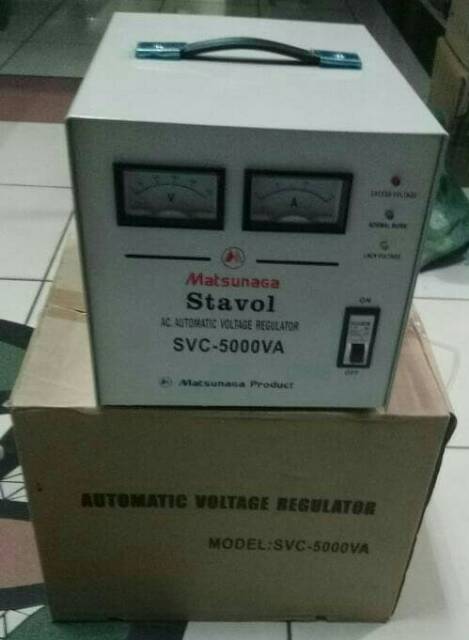 V
A
EXCESS VOLTAGE
NORMAL WORK
LACK VOLTAGE
Matsunaga
Stavol
AC. AUTOMATIC VOLTAGE REGULATOR
SVC-5000VA
ON
OFF
Matsunaga Product
AUTOMATIC VOLTAGE REGULATOR
MODEL:SVC-5000VA